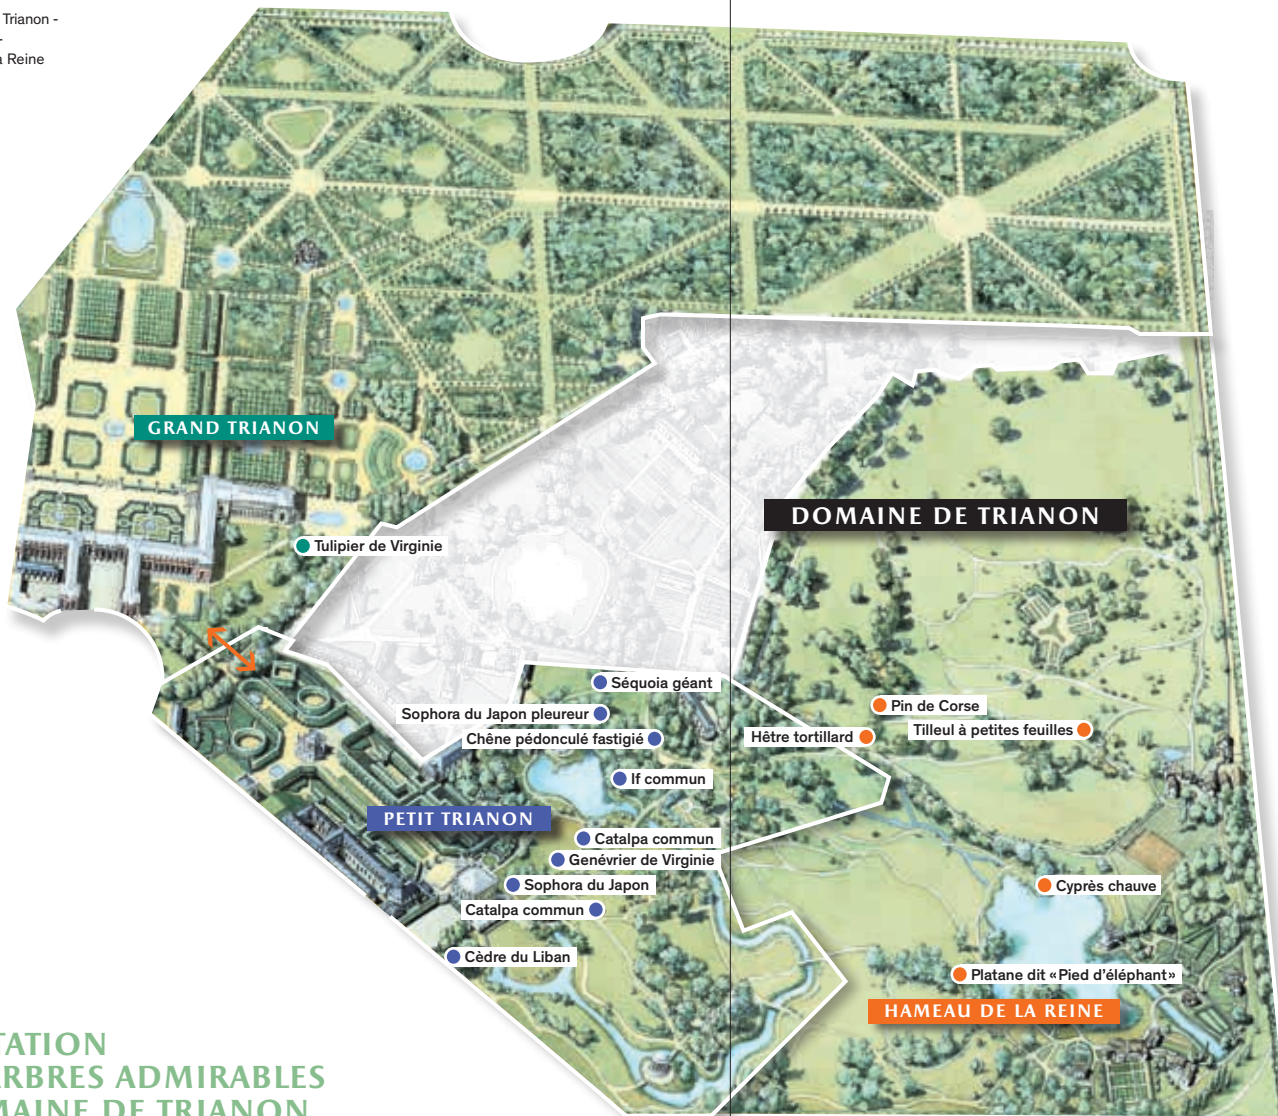 Trianon -
-
Reine
GRAND TRIANON
DOMAINE DE TRIANON
Tulipier de Virginie
Séquoia géant
Pin de Corse
Sophora du Japon pleureur
Tilleul à petites feuilles
Chêne pédonculé fastigié
Hêtre tortillard
If commun
PETIT TRIANON
Catalpa commun
Genévrier de Virginie
Sophora du Japon
Cyprès chauve
Catalpa commun
Cèdre du Liban
Platane dit «Pied d'éléphant»
HAMEAU DE LA REINE
TATION
RBRES ADMIRABLES
MAINE DE TRIANON